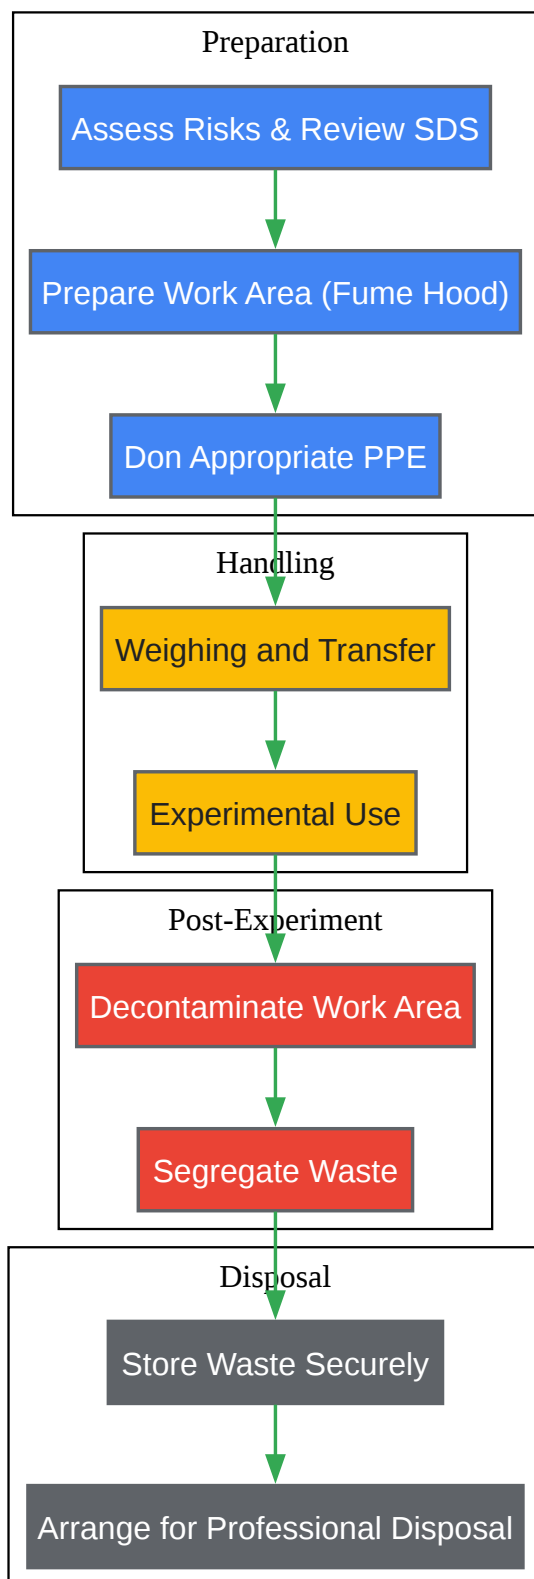 Preparation
Assess Risks & Review SDS
Prepare Work Area (Fume Hood)
Don Appropriate PPE
Handling
Weighing and Transfer
Experimental Use
Post-Experiment
Decontaminate Work Area
Segregate Waste
Disposal
Store Waste Securely
Arrange for Professional Disposal